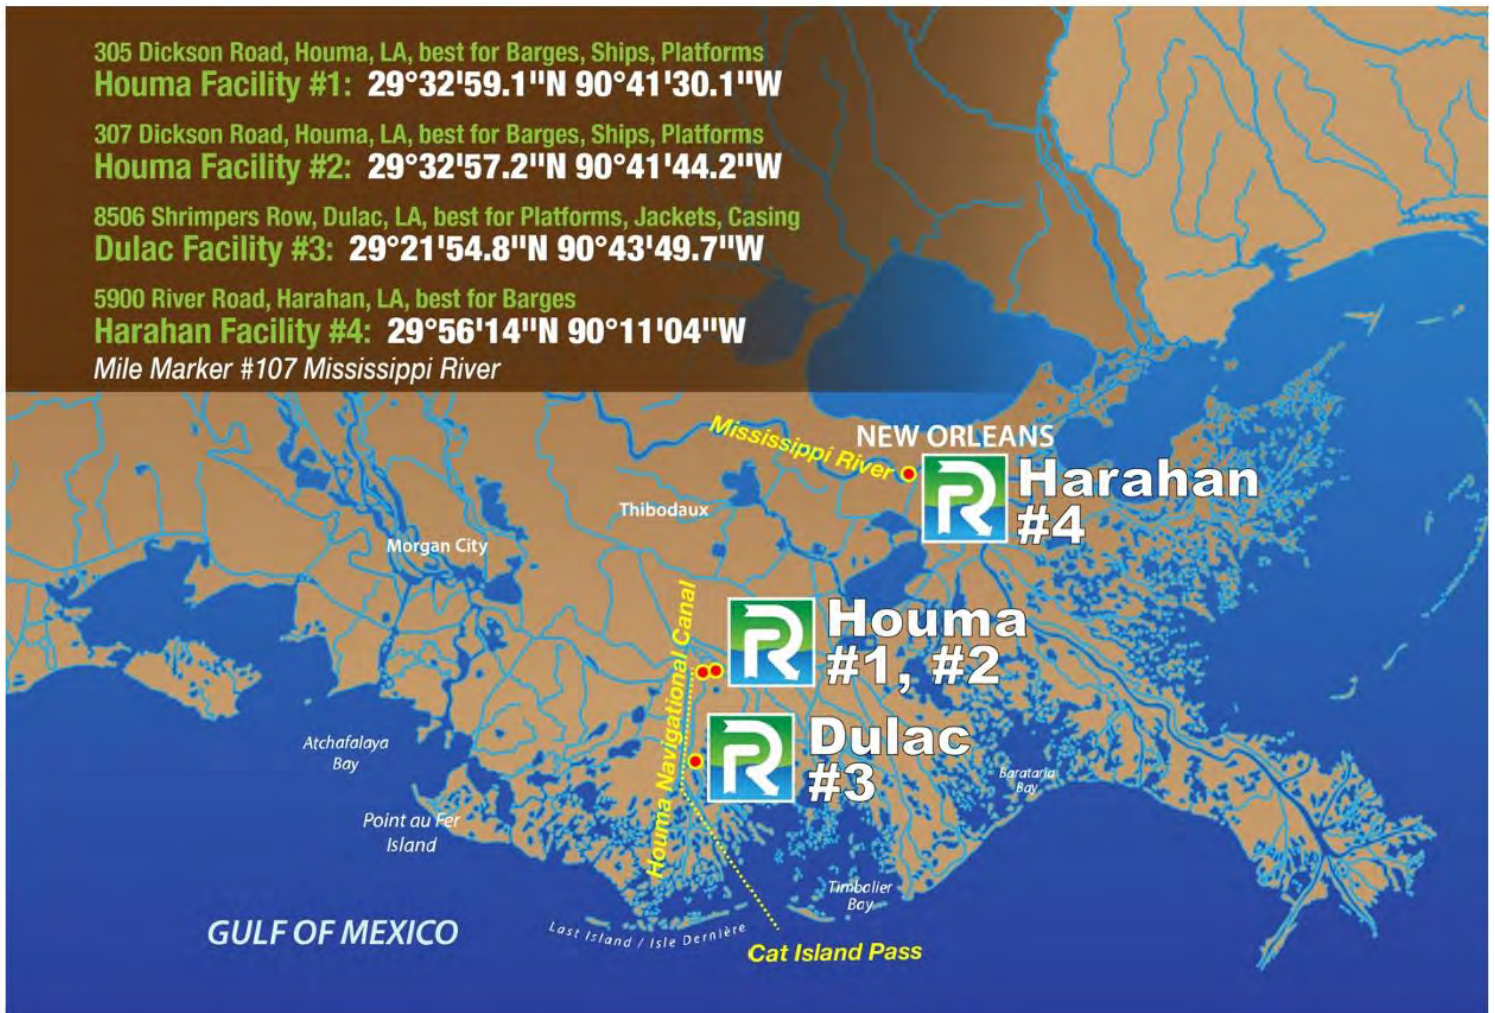 305 Dickson Road, Houma, LA, best for Barges, Ships, Platforms
Houma Facility #1: 29°32'59.1"N 90°41'30.1"W
307 Dickson Road, Houma, LA, best for Barges, Ships, Platforms
Houma Facility #2: 29°32'57.2"N 90°41'44.2"W
8506 Shrimpers Row, Dulac, LA, best for Platforms, Jackets, Casing
Dulac Facility #3: 29°21'54.8"N 90°43'49.7"W
5900 River Road, Harahan, LA, best for Barges
Harahan Facility #4: 29°56'14"N 90°11'04"W
Mile Marker #107 Mississippi River
Mississippi River
NEW ORLEANS
R Harahan
#4
Thibodaux
Morgan City
Houma Navigational Canal
R Houma
#1, #2
R Dulac
#3
Atchafalaya
Bay
Barataria
Bay
Point au Fer
Island
Timbalier
Bay
GULF OF MEXICO
Last Island / Isle Dernière
Cat Island Pass